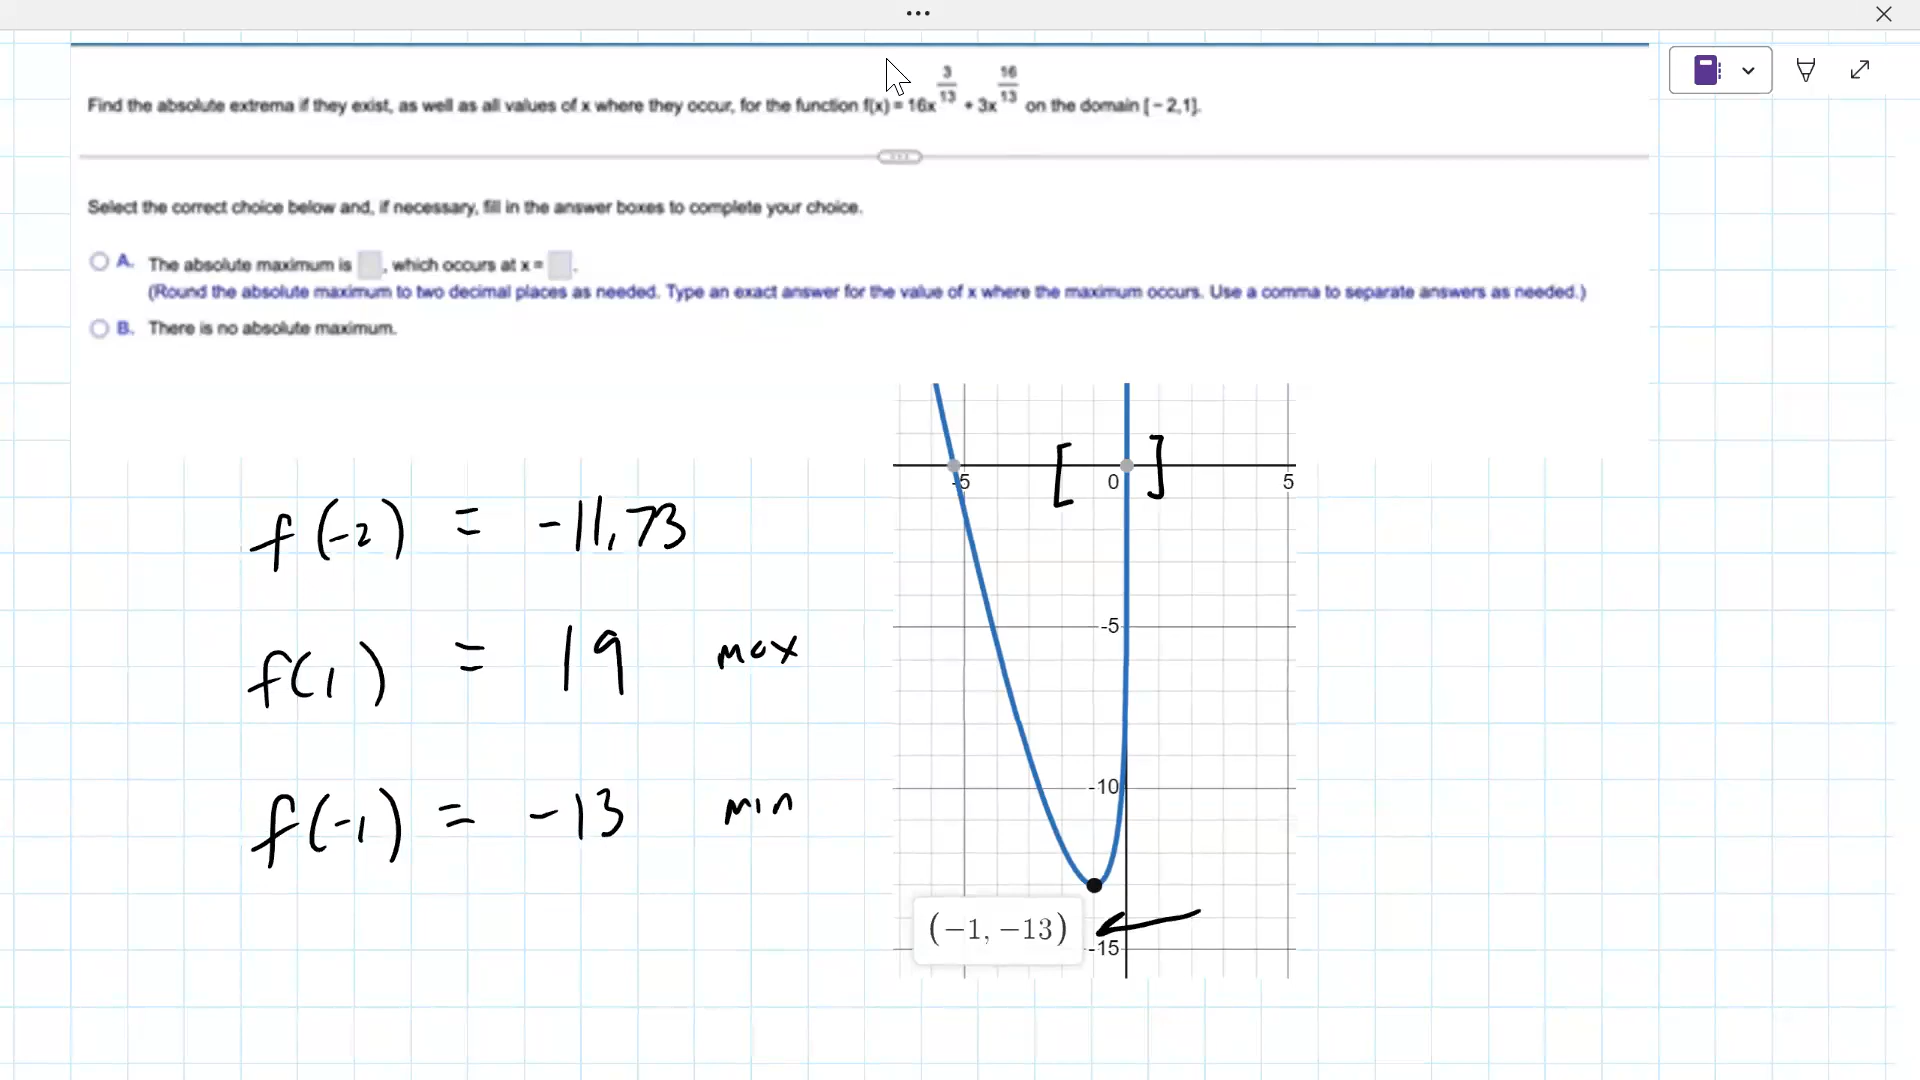 Find the absolute extrema if they exist, as well as all values of x where they occur, for the function f(x) = 16x^(3/13) + 3x^(16/13) on the domain [ − 2,1].
Select the correct choice below and, if necessary, fill in the answer boxes to complete your choice.
A. The absolute maximum is , which occurs at x = .
(Round the absolute maximum to two decimal places as needed. Type an exact answer for the value of x where the maximum occurs. Use a comma to separate answers as needed.)
B. There is no absolute maximum.
f(-2) = -11,73
f(1) = 19 max
f(-1) = -13 min
[ ]
-5 0 5
-5
-10
(−1, −13)
-15